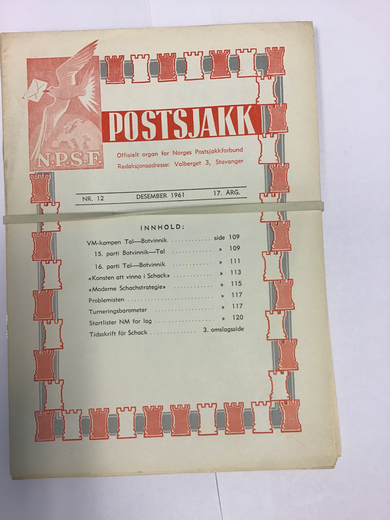 N.P.S.F.
POSTSJAKK
Offisielt organ for Norges Postsjakkforbund
Redaksjonsadresse: Valberget 3, Stavanger
NR. 12 DESEMBER 1961 17. ÅRG.
INNHOLD:
VM-kampen Tal—Botvinnik ........ side 109
15. parti Botvinnik—Tal ........ » 109
16. parti Tal—Botvinnik ........ » 111
«Konsten att vinna i Schack» ........ » 113
«Moderne Schachstrategie» ........ » 115
Problemisten ........ » 117
Turneringsbarometer ........ » 117
Startlister NM for lag ........ » 120
Tidsskrift för Schack ........ 3. omslagsside